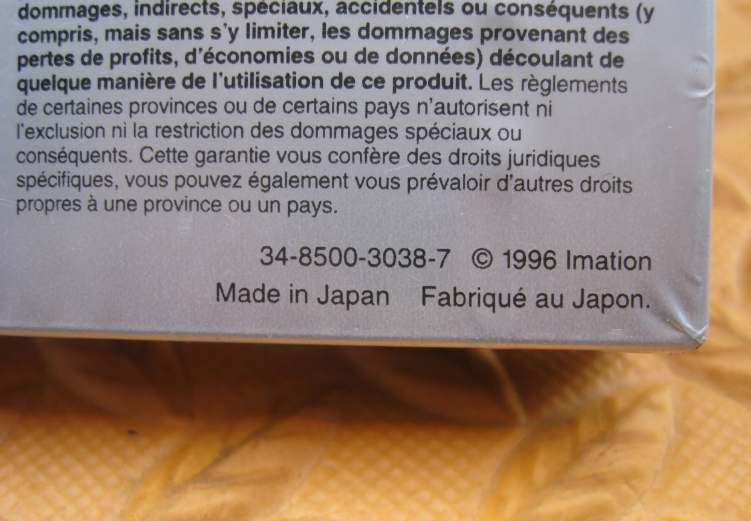 dommages, indirects, spéciaux, accidentels ou conséquents (y
compris, mais sans s'y limiter, les dommages provenant des
pertes de profits, d'économies ou de données) découlant de
quelque manière de l'utilisation de ce produit. Les règlements
de certaines provinces ou de certains pays n'autorisent ni
l'exclusion ni la restriction des dommages spéciaux ou
conséquents. Cette garantie vous confère des droits juridiques
spécifiques, vous pouvez également vous prévaloir d'autres droits
propres à une province ou un pays.
34-8500-3038-7 © 1996 Imation
Made in Japan Fabriqué au Japon.